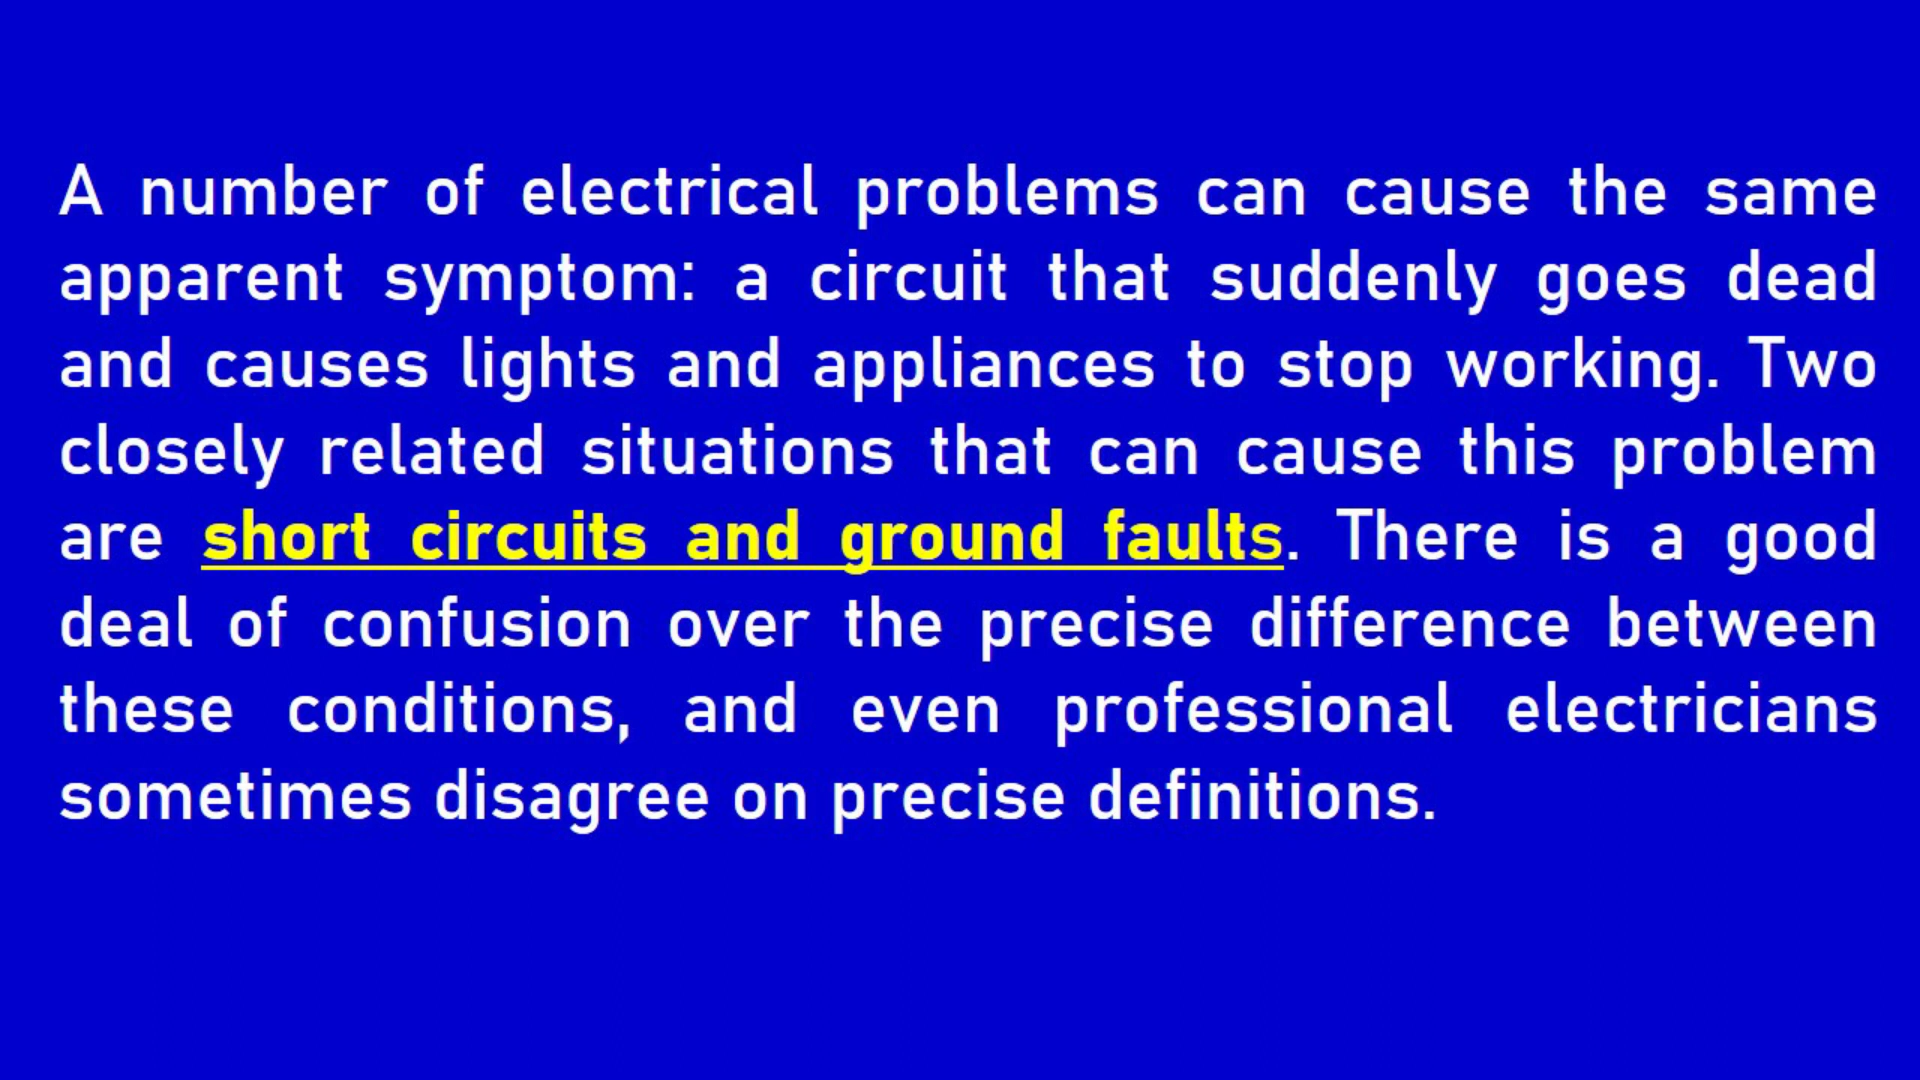 A number of electrical problems can cause the same
apparent symptom: a circuit that suddenly goes dead
and causes lights and appliances to stop working. Two
closely related situations that can cause this problem
are short circuits and ground faults. There is a good
deal of confusion over the precise difference between
these conditions, and even professional electricians
sometimes disagree on precise definitions.